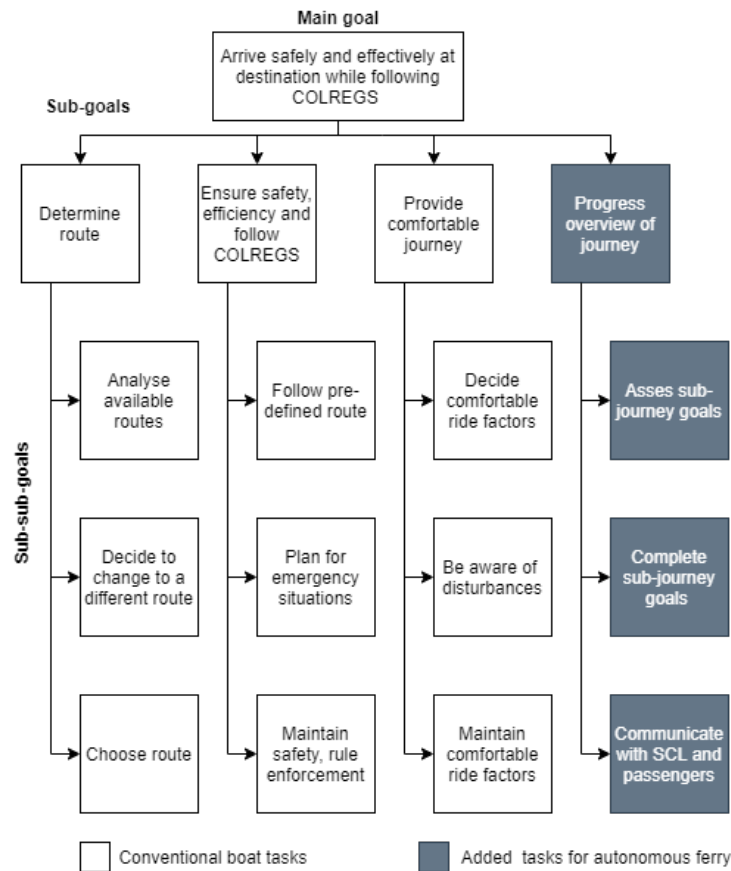 Main goal
Arrive safely and effectively at
destination while following
COLREGS
Sub-goals
Determine
route
Ensure safety,
efficiency and
follow
COLREGS
Provide
comfortable
journey
Progress
overview of
journey
Sub-sub-goals
Analyse
available
routes
Follow pre-
defined route
Decide
comfortable
ride factors
Asses sub-
journey goals
Decide to
change to a
different route
Plan for
emergency
situations
Be aware of
disturbances
Complete
sub-journey
goals
Choose route
Maintain
safety, rule
enforcement
Maintain
comfortable
ride factors
Communicate
with SCL and
passengers
Conventional boat tasks
Added tasks for autonomous ferry